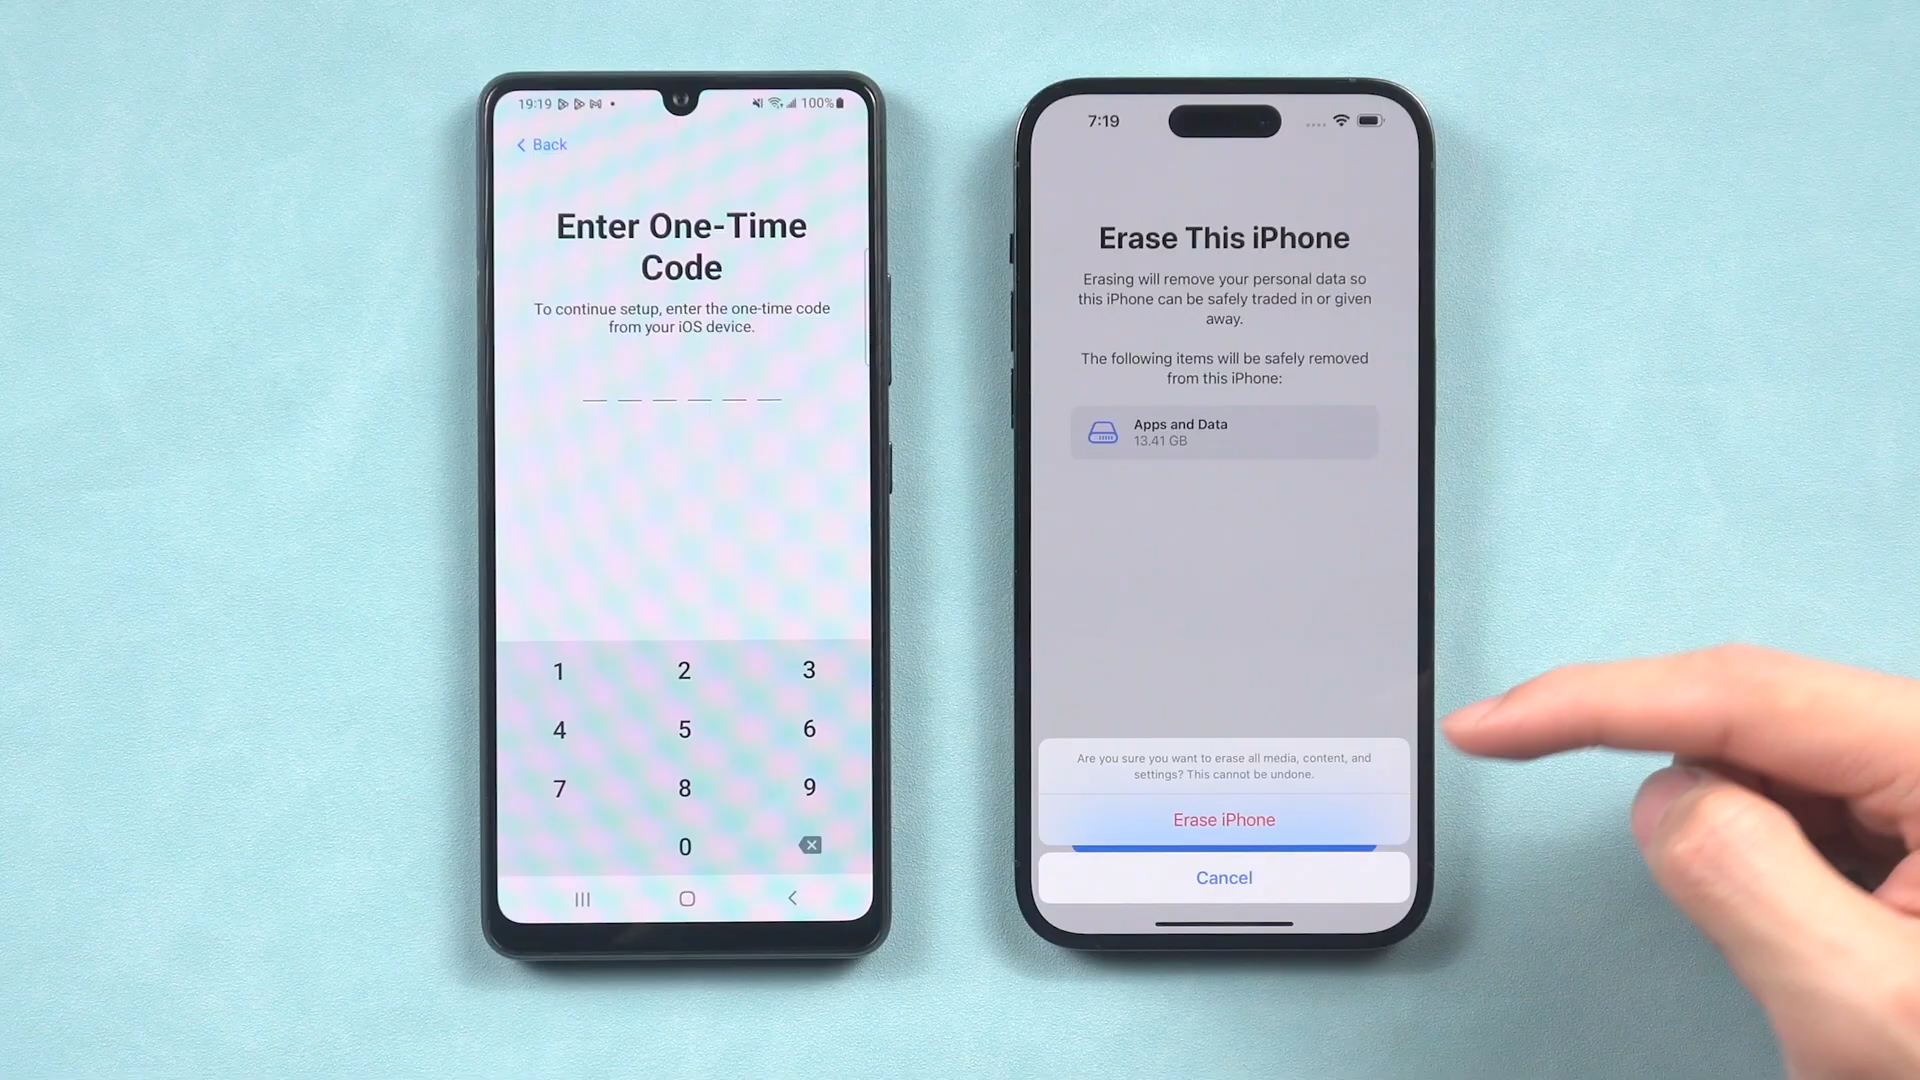 19:19
100%
Back
Enter One-Time
Code
To continue setup, enter the one-time code
from your iOS device.
1 2 3
4 5 6
7 8 9
0
7:19
Erase This iPhone
Erasing will remove your personal data so
this iPhone can be safely traded in or given
away.
The following items will be safely removed
from this iPhone:
Apps and Data
13.41 GB
Are you sure you want to erase all media, content, and
settings? This cannot be undone.
Erase iPhone
Cancel